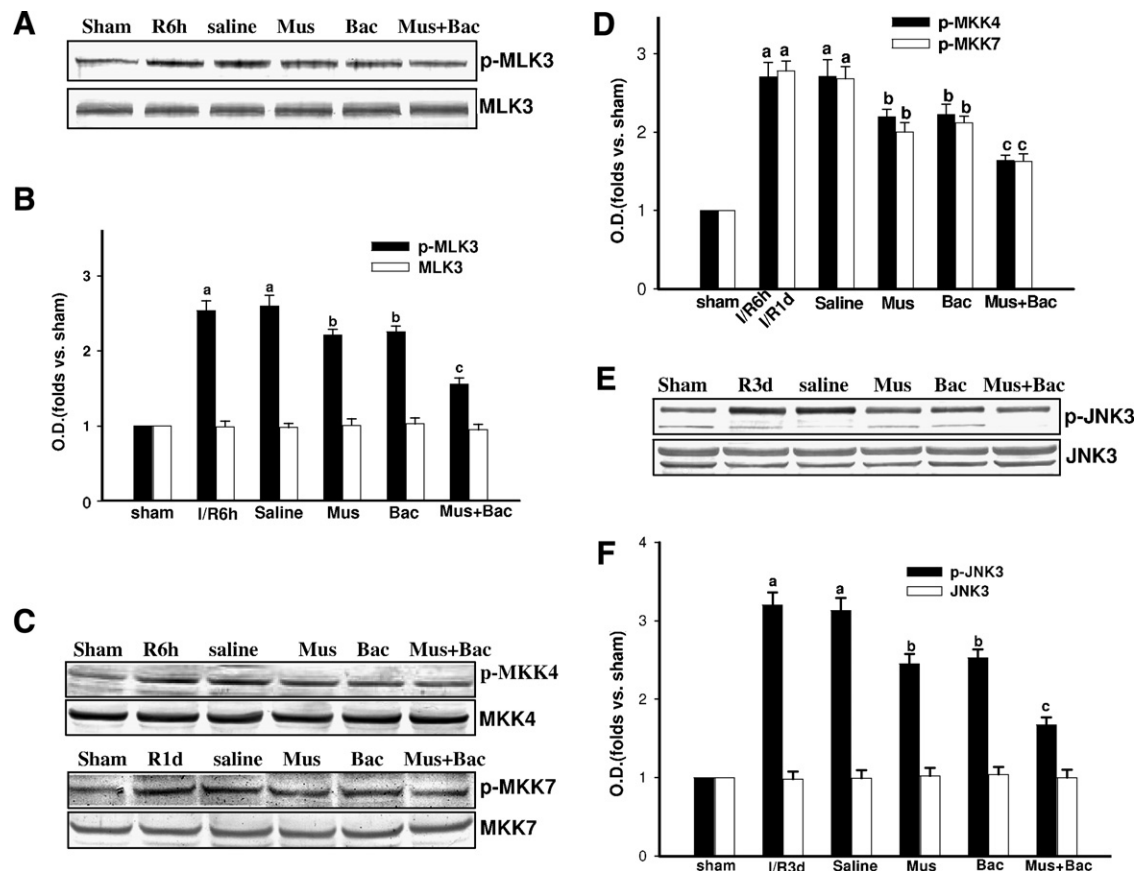 A
Sham R6h saline Mus Bac Mus+Bac
p-MLK3
MLK3
B
p-MLK3
MLK3
O.D.(folds vs. sham)
3
2
1
0
a
a
b
b
c
sham I/R6h Saline Mus Bac Mus+Bac
C
Sham R6h saline Mus Bac Mus+Bac
p-MKK4
MKK4
Sham R1d saline Mus Bac Mus+Bac
p-MKK7
MKK7
D
p-MKK4
p-MKK7
O.D.(folds vs. sham)
3
2
1
0
a a
a a
b b
b b
c c
sham I/R6h I/R1d Saline Mus Bac Mus+Bac
E
Sham R3d saline Mus Bac Mus+Bac
p-JNK3
JNK3
F
p-JNK3
JNK3
O.D.(folds vs. sham)
4
3
2
1
0
a
a
b
b
c
sham I/R3d Saline Mus Bac Mus+Bac